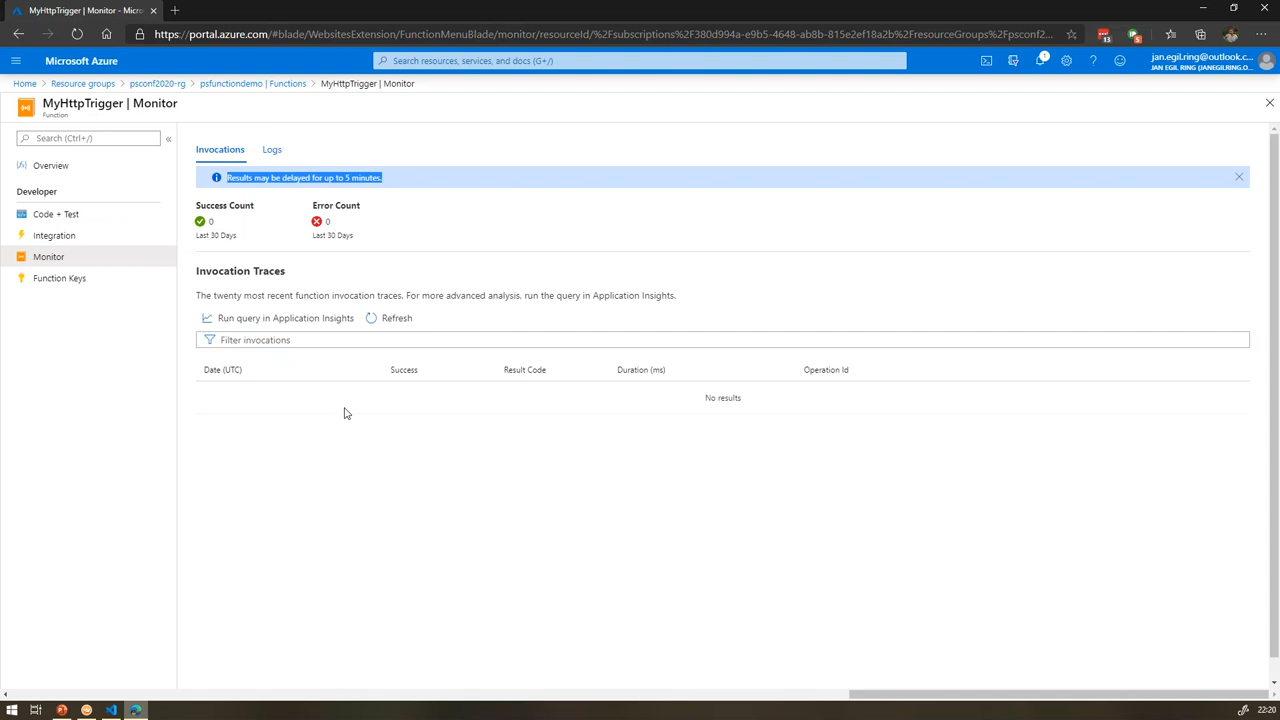 MyHttpTrigger | Monitor - Micro
https://portal.azure.com/#blade/WebsitesExtension/FunctionMenuBlade/monitor/resourceId/%2Fsubscriptions%2F380d994a-e9b5-4648-ab8b-815e2ef18a2b%2FresourceGroups%2Fpsconf2...
13
5
Microsoft Azure
Search resources, services, and docs (G+/)
1
jan.egil.ring@outlook.c...
JAN EGIL RING (JANEGILRING.O...
Home > Resource groups > psconf2020-rg > psfunctiondemo | Functions > MyHttpTrigger | Monitor
MyHttpTrigger | Monitor
Function
Search (Ctrl+/)
Overview
Developer
Code + Test
Integration
Monitor
Function Keys
Invocations
Logs
Results may be delayed for up to 5 minutes.
Success Count
0
Last 30 Days
Error Count
0
Last 30 Days
Invocation Traces
The twenty most recent function invocation traces. For more advanced analysis, run the query in Application Insights.
Run query in Application Insights
Refresh
Filter invocations
Date (UTC)
Success
Result Code
Duration (ms)
Operation Id
No results
22:20